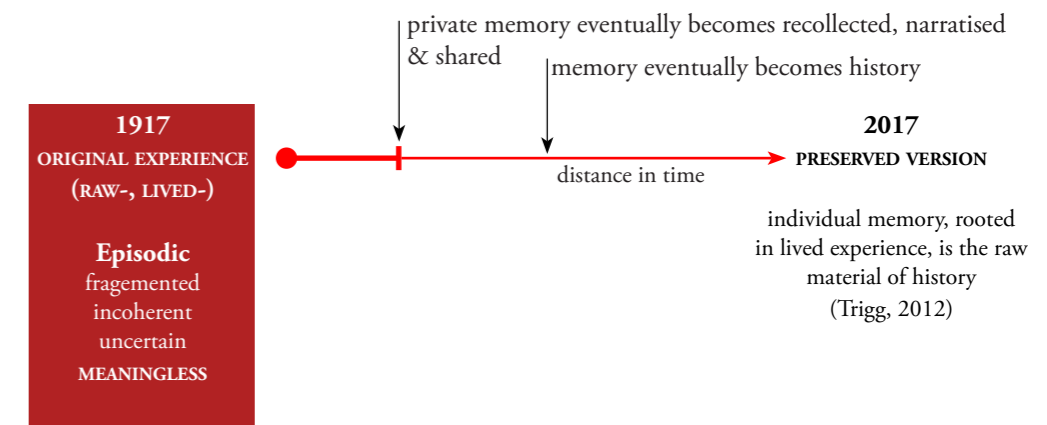 private memory eventually becomes recollected, narratised
& shared
memory eventually becomes history
1917
ORIGINAL EXPERIENCE
(RAW-, LIVED-)
Episodic
fragemented
incoherent
uncertain
MEANINGLESS
distance in time
2017
PRESERVED VERSION
individual memory, rooted
in lived experience, is the raw
material of history
(Trigg, 2012)